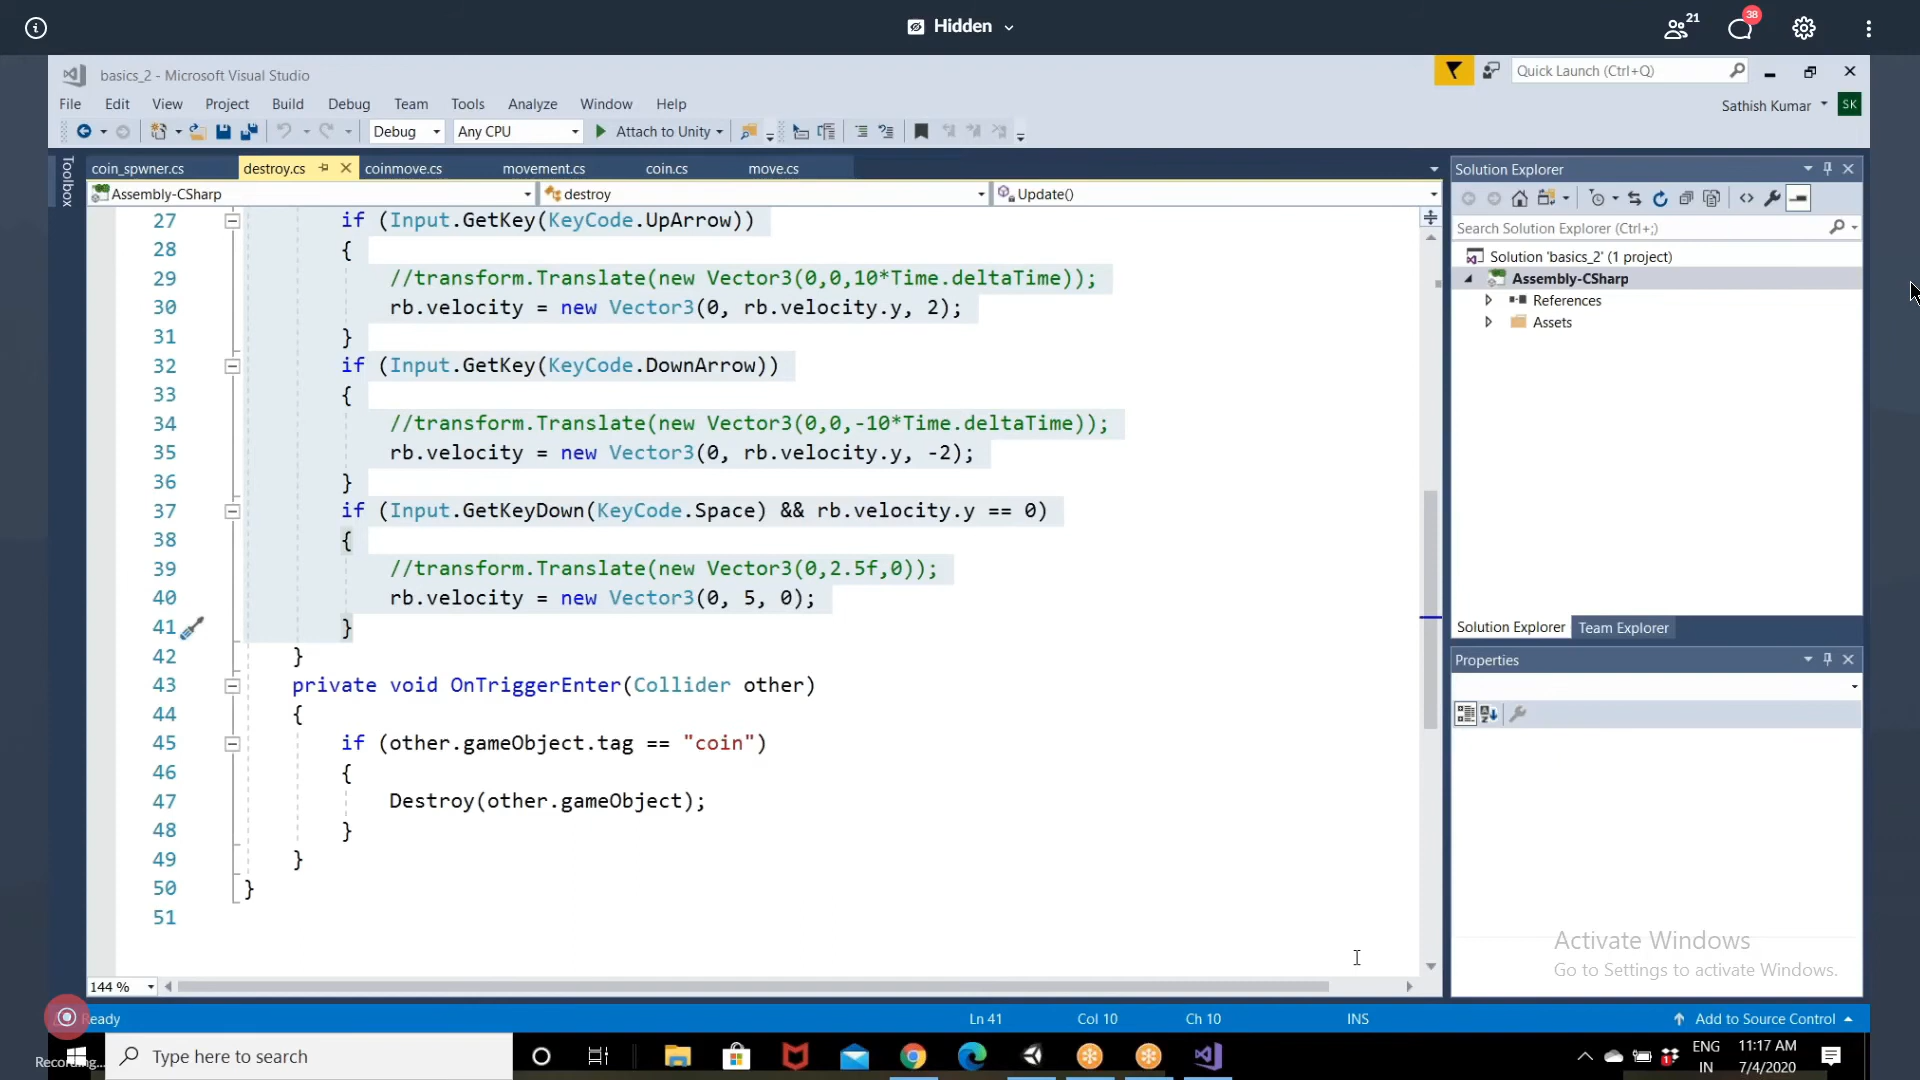 Hidden
21
38
basics_2 - Microsoft Visual Studio
Quick Launch (Ctrl+Q)
File Edit View Project Build Debug Team Tools Analyze Window Help
Sathish Kumar
SK
Debug
Any CPU
Attach to Unity
Toolbox
coin_spwner.cs
destroy.cs
coinmove.cs
movement.cs
coin.cs
move.cs
Assembly-CSharp
destroy
Update()
27 if (Input.GetKey(KeyCode.UpArrow))
28 {
29 //transform.Translate(new Vector3(0,0,10*Time.deltaTime));
30 rb.velocity = new Vector3(0, rb.velocity.y, 2);
31 }
32 if (Input.GetKey(KeyCode.DownArrow))
33 {
34 //transform.Translate(new Vector3(0,0,-10*Time.deltaTime));
35 rb.velocity = new Vector3(0, rb.velocity.y, -2);
36 }
37 if (Input.GetKeyDown(KeyCode.Space) && rb.velocity.y == 0)
38 {
39 //transform.Translate(new Vector3(0,2.5f,0));
40 rb.velocity = new Vector3(0, 5, 0);
41 }
42 }
43 private void OnTriggerEnter(Collider other)
44 {
45 if (other.gameObject.tag == "coin")
46 {
47 Destroy(other.gameObject);
48 }
49 }
50 }
51
144 %
Solution Explorer
Search Solution Explorer (Ctrl+;)
Solution 'basics_2' (1 project)
Assembly-CSharp
References
Assets
Solution Explorer
Team Explorer
Properties
Activate Windows
Go to Settings to activate Windows.
Ready
Ln 41
Col 10
Ch 10
INS
Add to Source Control
Recording...
Type here to search
ENG
IN
11:17 AM
7/4/2020